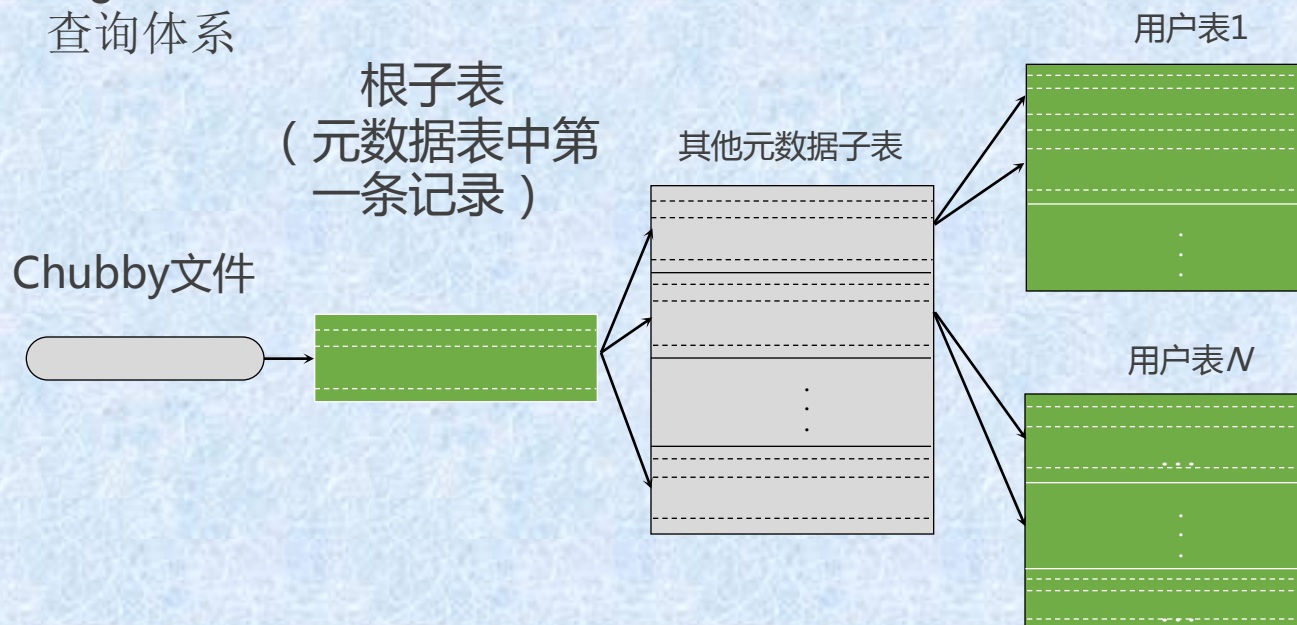 查询体系
用户表1
根子表
（元数据表中第
一条记录）
其他元数据子表
Chubby文件
用户表N
...
...